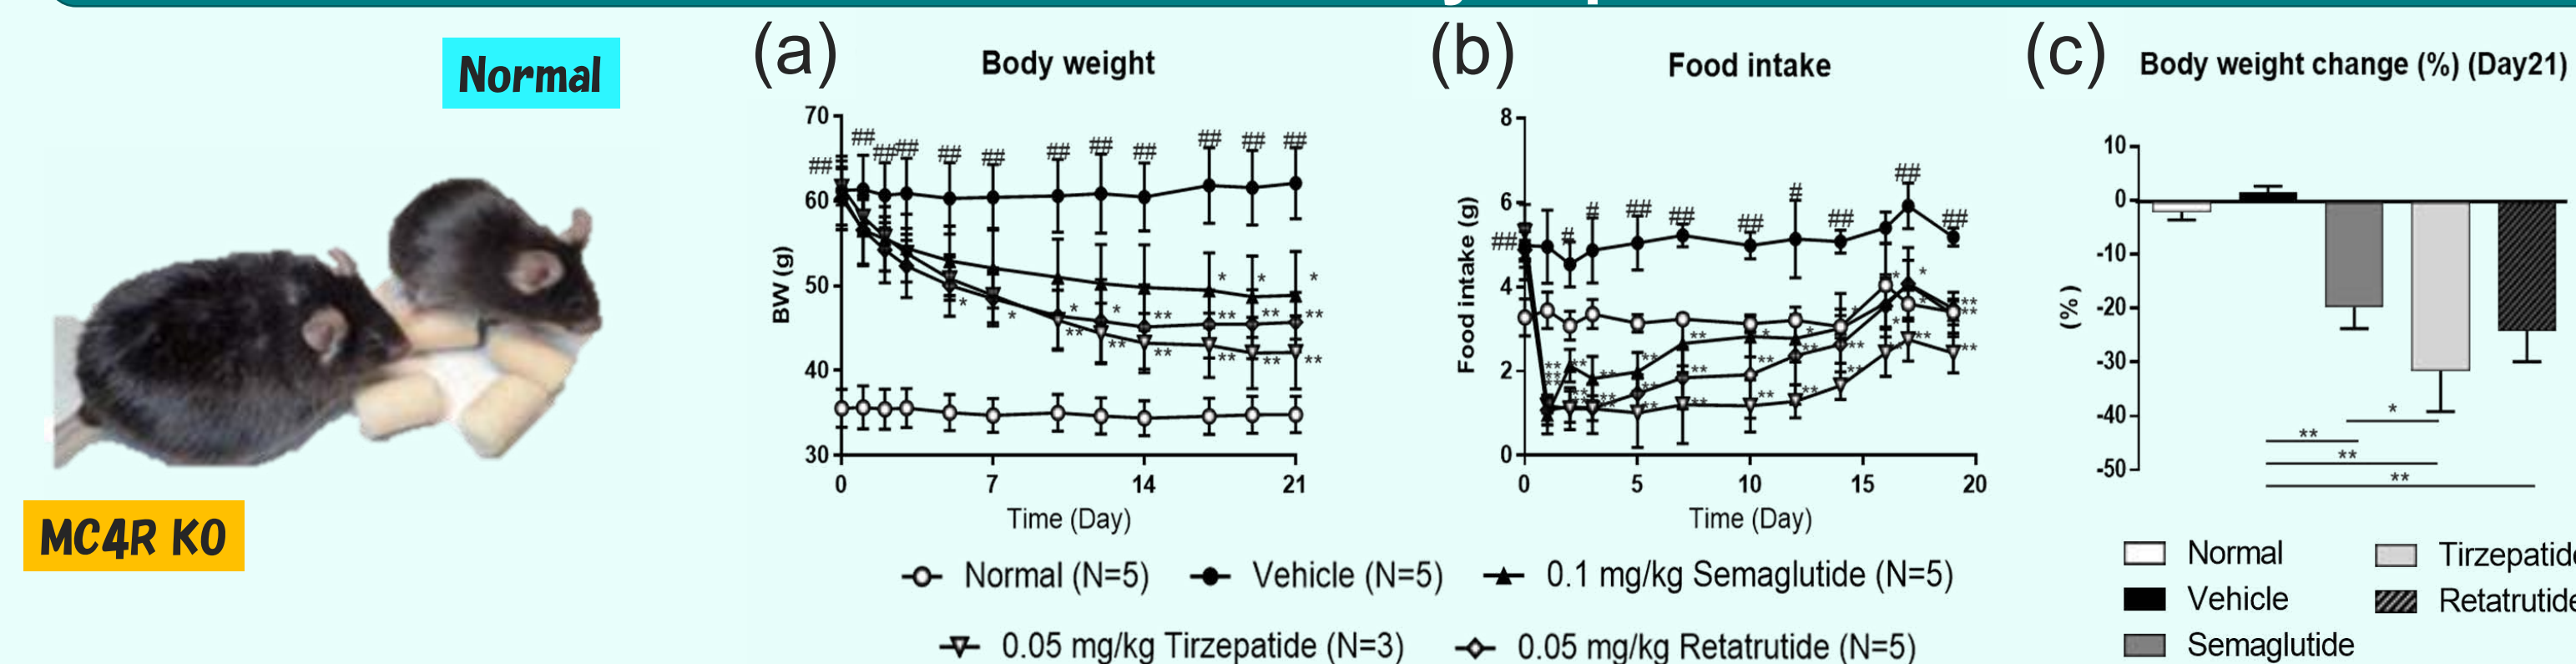 Normal
MC4R KO
(a)
Body weight
70
60
50
40
30
BW (g)
0 7 14 21
Time (Day)
(b)
Food intake
8
6
4
2
0
Food intake (g)
0 5 10 15 20
Time (Day)
Normal (N=5) Vehicle (N=5) 0.1 mg/kg Semaglutide (N=5)
0.05 mg/kg Tirzepatide (N=3) 0.05 mg/kg Retatrutide (N=5)
(c)
Body weight change (%) (Day21)
10
0
-10
-20
-30
-40
-50
(%)
*
**
**
**
Normal
Vehicle
Semaglutide
Tirzepatide
Retatrutide